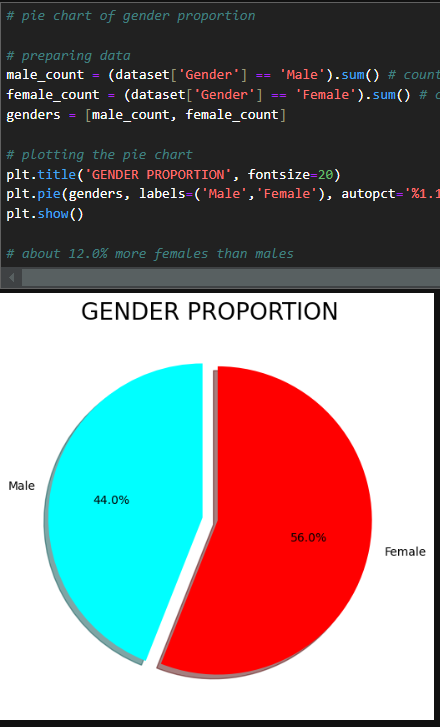 # pie chart of gender proportion
# preparing data
male_count = (dataset['Gender'] == 'Male').sum() # count
female_count = (dataset['Gender'] == 'Female').sum() #
genders = [male_count, female_count]
# plotting the pie chart
plt.title('GENDER PROPORTION', fontsize=20)
plt.pie(genders, labels=('Male','Female'), autopct='%1.1
plt.show()
# about 12.0% more females than males
GENDER PROPORTION
Male
44.0%
56.0%
Female